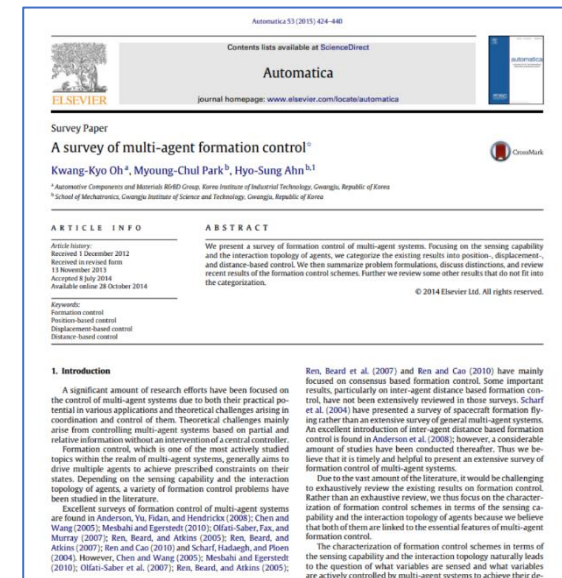 Automatica 53 (2015) 424–440
Contents lists available at ScienceDirect
Automatica
journal homepage: www.elsevier.com/locate/automatica
ELSEVIER
automatica
Survey Paper
A survey of multi-agent formation control☆
CrossMark
Kwang-Kyo Oh a, Myoung-Chul Park b, Hyo-Sung Ahn b,1
a Automotive Components and Materials R&BD Group, Korea Institute of Industrial Technology, Gwangju, Republic of Korea
b School of Mechatronics, Gwangju Institute of Science and Technology, Gwangju, Republic of Korea
ARTICLE INFO
Article history:
Received 1 December 2012
Received in revised form
13 November 2013
Accepted 8 July 2014
Available online 28 October 2014
Keywords:
Formation control
Position-based control
Displacement-based control
Distance-based control
ABSTRACT
We present a survey of formation control of multi-agent systems. Focusing on the sensing capability
and the interaction topology of agents, we categorize the existing results into position-, displacement-,
and distance-based control. We then summarize problem formulations, discuss distinctions, and review
recent results of the formation control schemes. Further we review some other results that do not fit into
the categorization.
© 2014 Elsevier Ltd. All rights reserved.
1. Introduction
A significant amount of research efforts have been focused on
the control of multi-agent systems due to both their practical po-
tential in various applications and theoretical challenges arising in
coordination and control of them. Theoretical challenges mainly
arise from controlling multi-agent systems based on partial and
relative information without an intervention of a central controller.
Formation control, which is one of the most actively studied
topics within the realm of multi-agent systems, generally aims to
drive multiple agents to achieve prescribed constraints on their
states. Depending on the sensing capability and the interaction
topology of agents, a variety of formation control problems have
been studied in the literature.
Excellent surveys of formation control of multi-agent systems
are found in Anderson, Yu, Fidan, and Hendrickx (2008); Chen and
Wang (2005); Mesbahi and Egerstedt (2010); Olfati-Saber, Fax, and
Murray (2007); Ren, Beard, and Atkins (2005); Ren, Beard, and
Atkins (2007); Ren and Cao (2010) and Scharf, Hadaegh, and Ploen
(2004). However, Chen and Wang (2005); Mesbahi and Egerstedt
(2010); Olfati-Saber et al. (2007); Ren, Beard, and Atkins (2005);
Ren, Beard et al. (2007) and Ren and Cao (2010) have mainly
focused on consensus based formation control. Some important
results, particularly on inter-agent distance based formation con-
trol, have not been extensively reviewed in those surveys. Scharf
et al. (2004) have presented a survey of spacecraft formation fly-
ing rather than an extensive survey of general multi-agent systems.
An excellent introduction of inter-agent distance based formation
control is found in Anderson et al. (2008); however, a considerable
amount of studies have been conducted thereafter. Thus we be-
lieve that it is timely and helpful to present an extensive survey of
formation control of multi-agent systems.
Due to the vast amount of the literature, it would be challenging
to exhaustively review the existing results on formation control.
Rather than an exhaustive review, we thus focus on the character-
ization of formation control schemes in terms of the sensing ca-
pability and the interaction topology of agents because we believe
that both of them are linked to the essential features of multi-agent
formation control.
The characterization of formation control schemes in terms of
the sensing capability and the interaction topology naturally leads
to the question of what variables are sensed and what variables
are actively controlled by multi-agent systems to achieve their de-